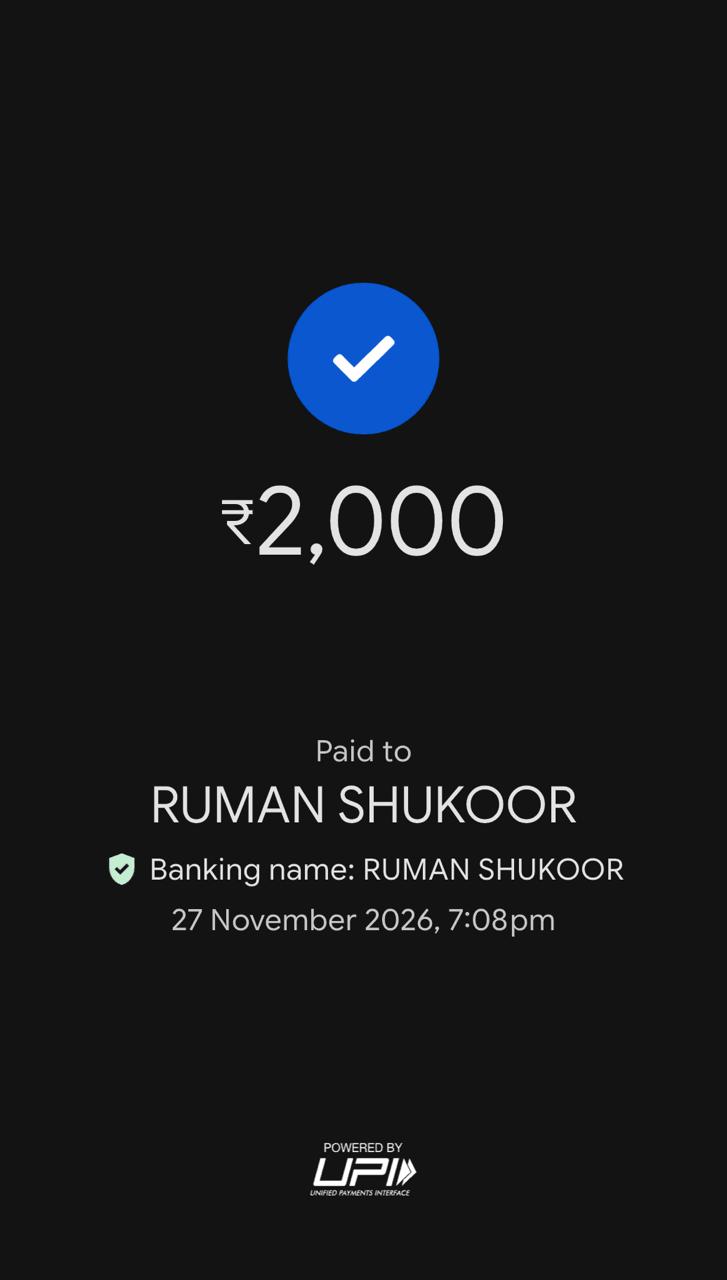 ₹2,000
Paid to
RUMAN SHUKOOR
Banking name: RUMAN SHUKOOR
27 November 2026, 7:08pm
POWERED BY
UPI
UNIFIED PAYMENTS INTERFACE